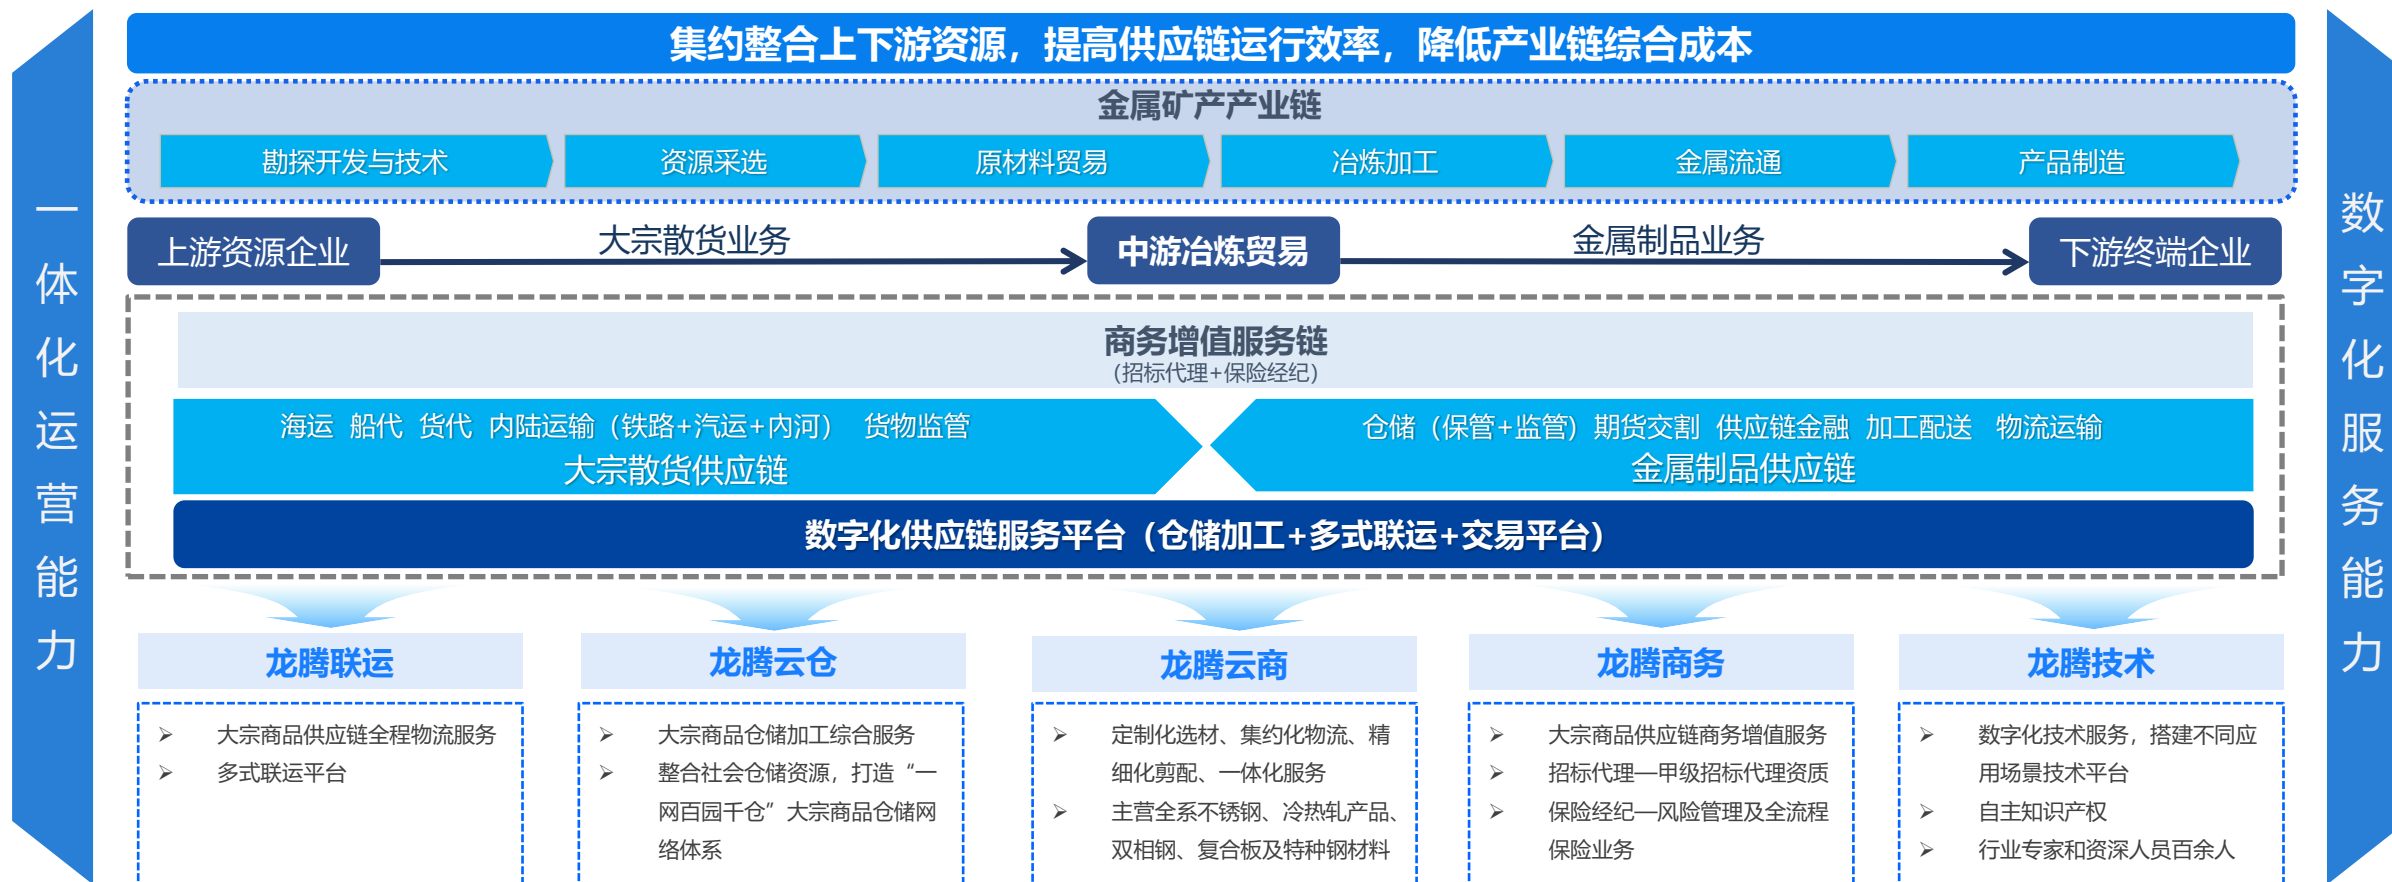 集约整合上下游资源，提高供应链运行效率，降低产业链综合成本
金属矿产产业链
勘探开发与技术
资源采选
原材料贸易
冶炼加工
金属流通
产品制造
上游资源企业
大宗散货业务
中游冶炼贸易
金属制品业务
下游终端企业
商务增值服务链
（招标代理+保险经纪）
海运 船代 货代 内陆运输（铁路+汽运+内河） 货物监管
大宗散货供应链
仓储（保管+监管）期货交割 供应链金融 加工配送 物流运输
金属制品供应链
数字化供应链服务平台（仓储加工+多式联运+交易平台）
一体化运营能力
数字化服务能力
龙腾联运
➢ 大宗商品供应链全程物流服务
➢ 多式联运平台
龙腾云仓
➢ 大宗商品仓储加工综合服务
➢ 整合社会仓储资源，打造“一
网百园千仓”大宗商品仓储网
络体系
龙腾云商
➢ 定制化选材、集约化物流、精
细化剪配、一体化服务
➢ 主营全系不锈钢、冷热轧产品、
双相钢、复合板及特种钢材料
龙腾商务
➢ 大宗商品供应链商务增值服务
➢ 招标代理—甲级招标代理资质
➢ 保险经纪—风险管理及全流程
保险业务
龙腾技术
➢ 数字化技术服务，搭建不同应
用场景技术平台
➢ 自主知识产权
➢ 行业专家和资深人员百余人